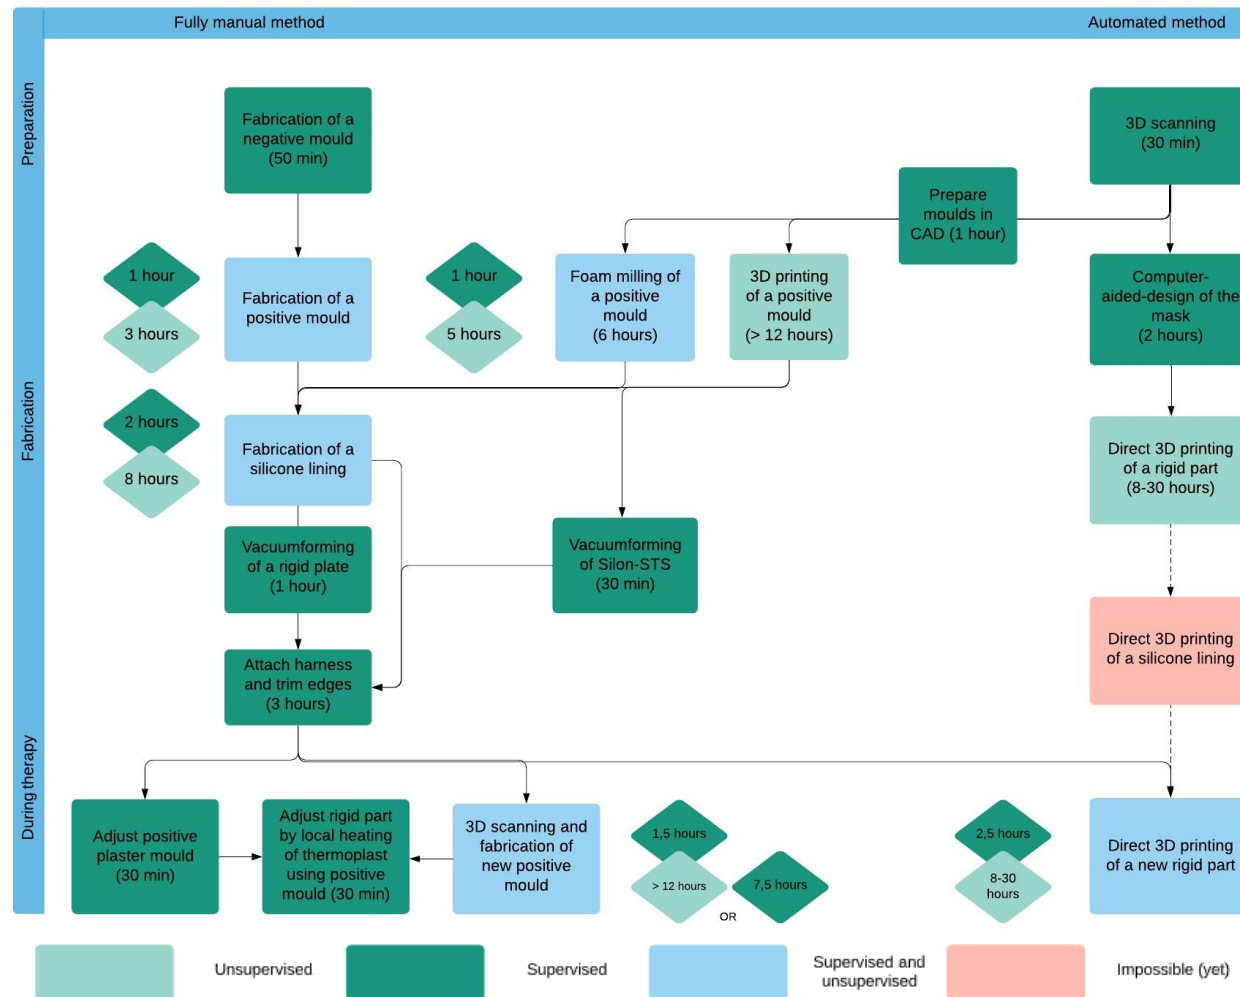 Fully manual method
Automated method
Preparation
Fabrication
During therapy
Fabrication of a
negative mould
(50 min)
3D scanning
(30 min)
Prepare
moulds in
CAD (1 hour)
1 hour
3 hours
Fabrication of a
positive mould
1 hour
5 hours
Foam milling of
a positive
mould
(6 hours)
3D printing
of a positive
mould
(> 12 hours)
Computer-
aided-design of the
mask
(2 hours)
2 hours
8 hours
Fabrication of a
silicone lining
Direct 3D printing
of a rigid part
(8-30 hours)
Vacuumforming
of a rigid plate
(1 hour)
Vacuumforming
of Silon-STS
(30 min)
Direct 3D printing
of a silicone lining
Attach harness
and trim edges
(3 hours)
Adjust positive
plaster mould
(30 min)
Adjust rigid part
by local heating
of thermoplast
using positive
mould (30 min)
3D scanning and
fabrication of
new positive
mould
1,5 hours
> 12 hours
OR
7,5 hours
2,5 hours
8-30
hours
Direct 3D printing
of a new rigid part
Unsupervised
Supervised
Supervised and
unsupervised
Impossible (yet)